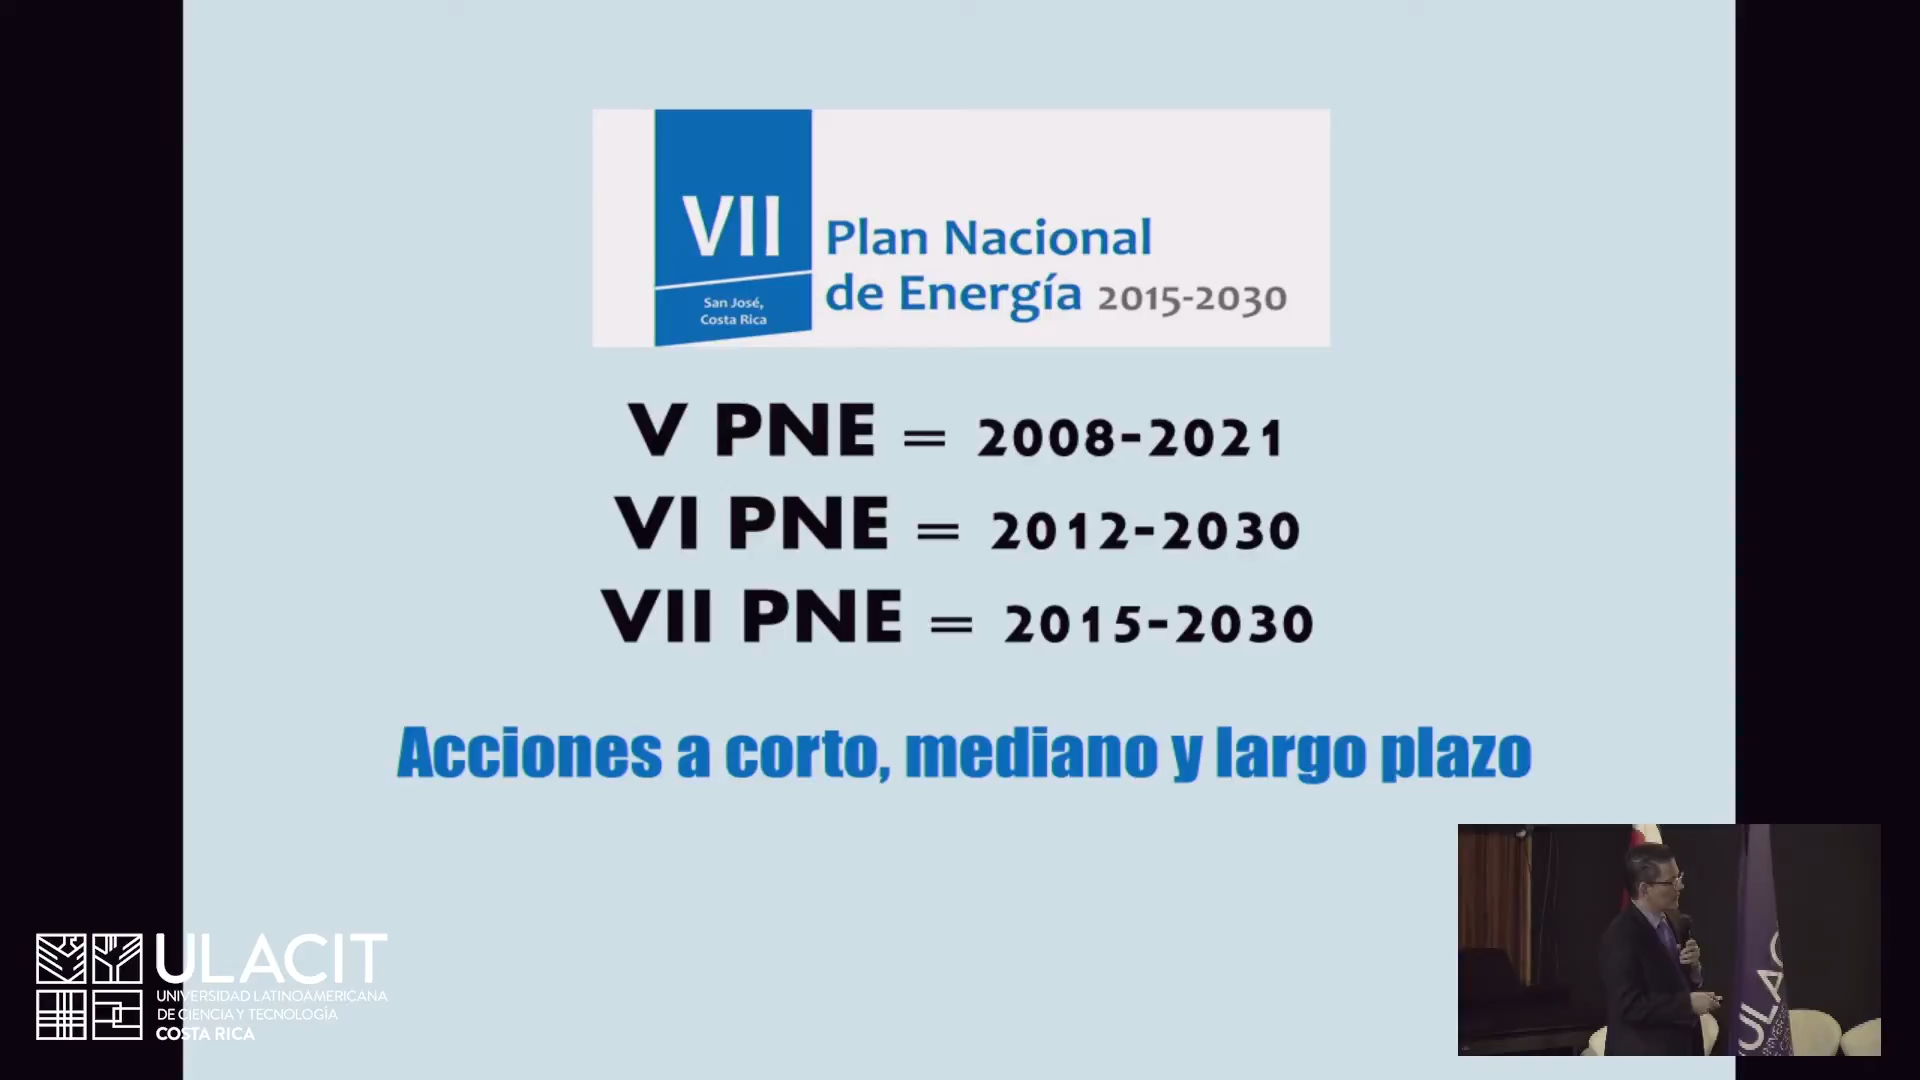 VII
San José,
Costa Rica
Plan Nacional
de Energía 2015-2030
V PNE = 2008-2021
VI PNE = 2012-2030
VII PNE = 2015-2030
Acciones a corto, mediano y largo plazo
ULACIT
UNIVERSIDAD LATINOAMERICANA
DE CIENCIA Y TECNOLOGÍA
COSTA RICA
ULAC